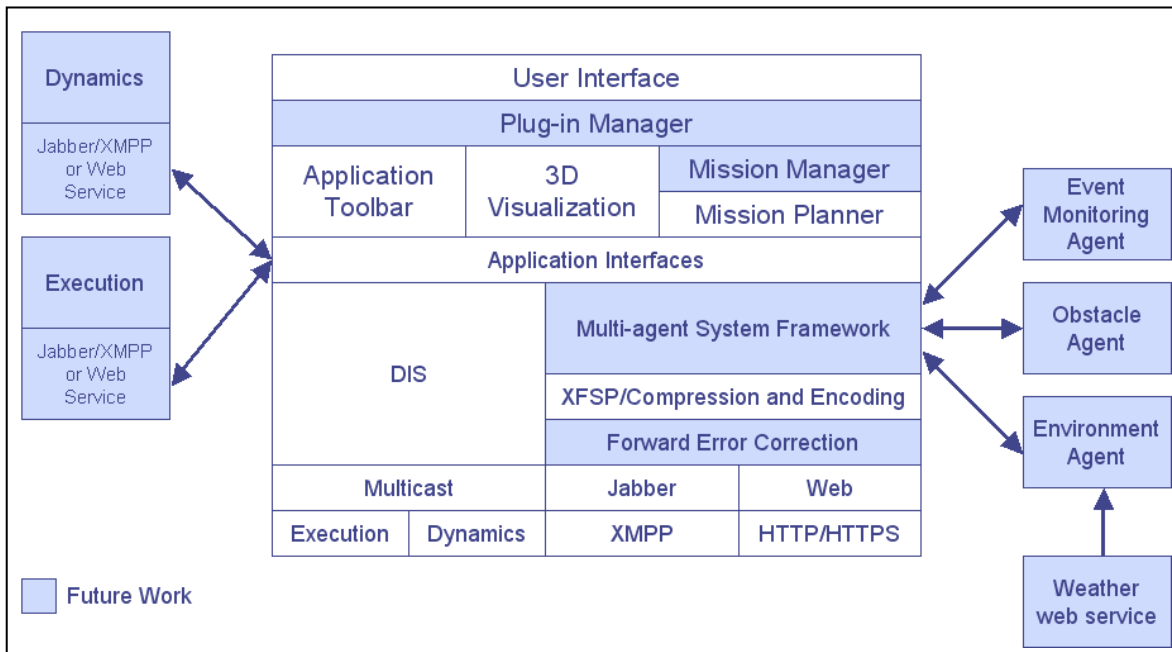 Dynamics
Jabber/XMPP
or Web
Service
Execution
Jabber/XMPP
or Web
Service
User Interface
Plug-in Manager
Application
Toolbar
3D
Visualization
Mission Manager
Mission Planner
Application Interfaces
DIS
Multi-agent System Framework
XFSP/Compression and Encoding
Forward Error Correction
Multicast
Jabber
Web
Execution
Dynamics
XMPP
HTTP/HTTPS
Event
Monitoring
Agent
Obstacle
Agent
Environment
Agent
Weather
web service
Future Work